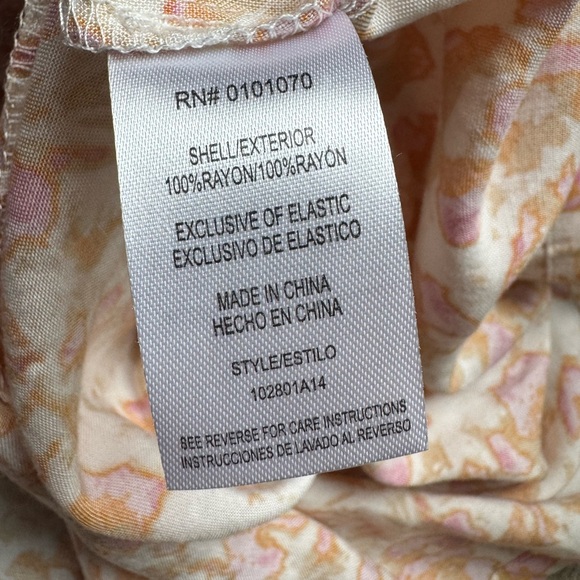 RN# 0101070
SHELL/EXTERIOR
100%RAYON/100%RAYÓN
EXCLUSIVE OF ELASTIC
EXCLUSIVO DE ELASTICO
MADE IN CHINA
HECHO EN CHINA
STYLE/ESTILO
102801A14
SEE REVERSE FOR CARE INSTRUCTIONS
INSTRUCCIONES DE LAVADO AL REVERSO